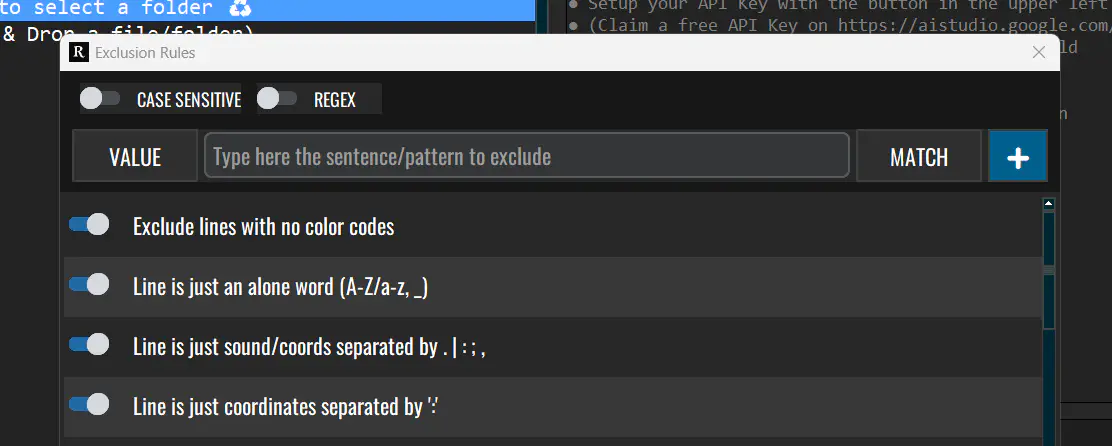 to select a folder ♻
& Drop a file/folder)
● Setup your API Key with the button in the upper left
● (Claim a free API Key on https://aistudio.google.com/
R Exclusion Rules
CASE SENSITIVE REGEX
VALUE Type here the sentence/pattern to exclude MATCH +
Exclude lines with no color codes
Line is just an alone word (A-Z/a-z, _)
Line is just sound/coords separated by . | : ; ,
Line is just coordinates separated by ':'